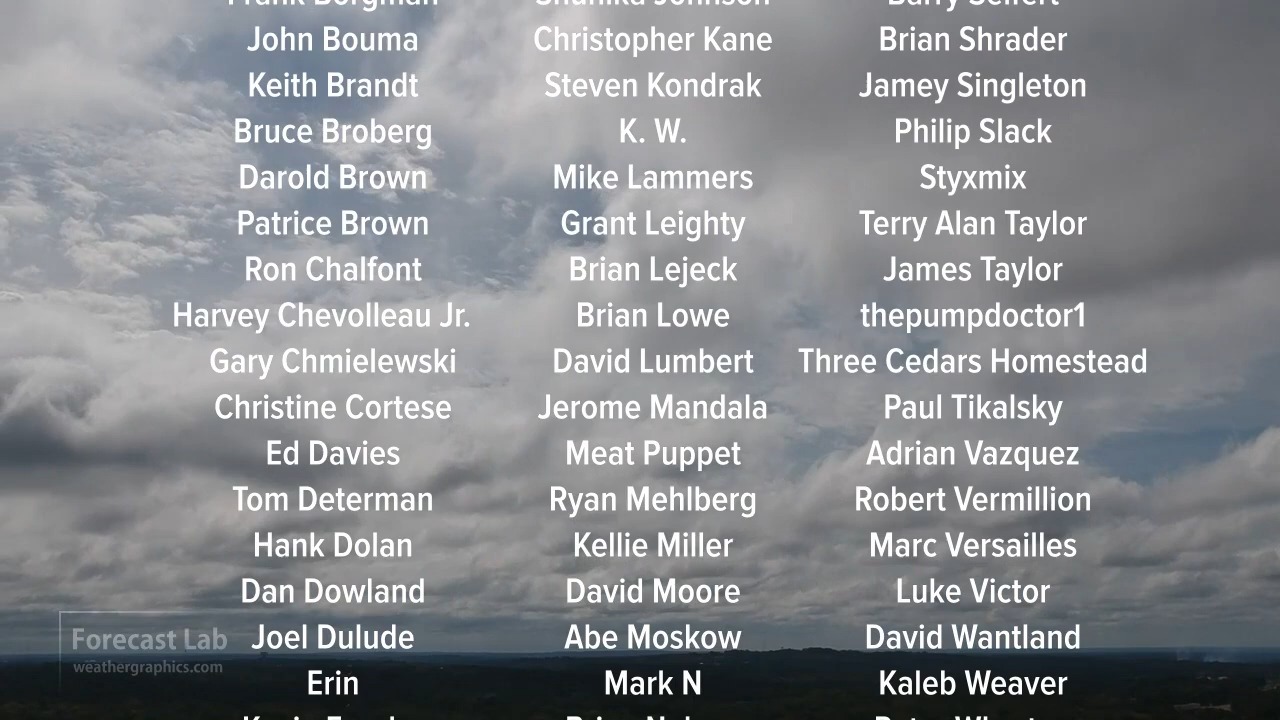 John Bouma
Keith Brandt
Bruce Broberg
Darold Brown
Patrice Brown
Ron Chalfont
Harvey Chevolleau Jr.
Gary Chmielewski
Christine Cortese
Ed Davies
Tom Determan
Hank Dolan
Dan Dowland
Joel Dulude
Erin
Christopher Kane
Steven Kondrak
K. W.
Mike Lammers
Grant Leighty
Brian Lejeck
Brian Lowe
David Lumbert
Jerome Mandala
Meat Puppet
Ryan Mehlberg
Kellie Miller
David Moore
Abe Moskow
Mark N
Brian Shrader
Jamey Singleton
Philip Slack
Styxmix
Terry Alan Taylor
James Taylor
thepumpdoctor1
Three Cedars Homestead
Paul Tikalsky
Adrian Vazquez
Robert Vermillion
Marc Versailles
Luke Victor
David Wantland
Kaleb Weaver
Forecast Lab
weathergraphics.com